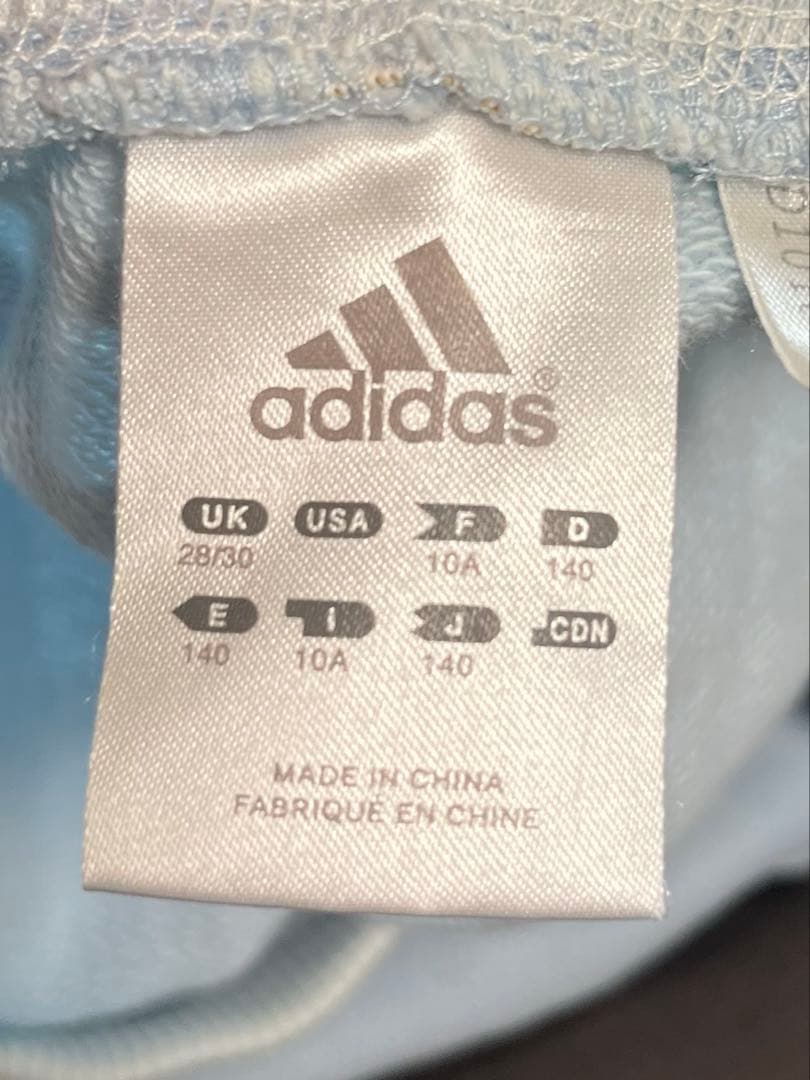 adidas®
UK USA F D
28/30 10A 140
E I J CDN
140 10A 140
MADE IN CHINA
FABRIQUE EN CHINE